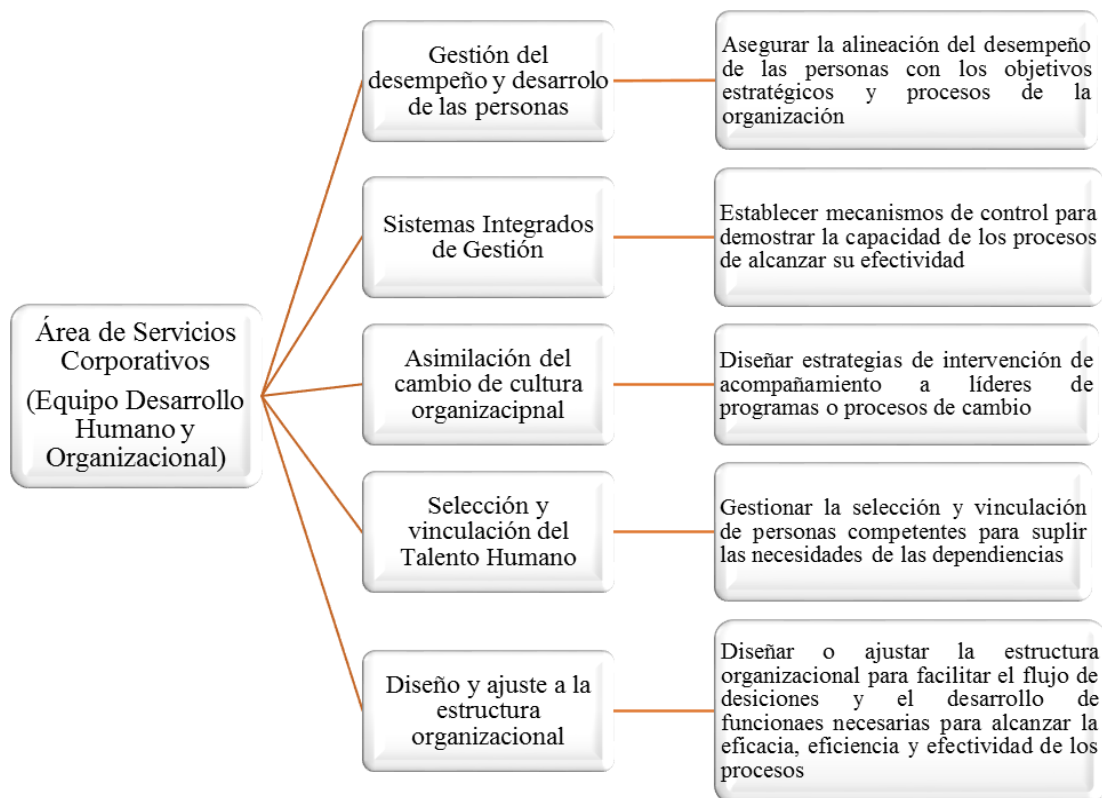 Área de Servicios
Corporativos
(Equipo Desarrollo
Humano y
Organizacional)
Gestión del
desempeño y desarrolo
de las personas
Asegurar la alineación del desempeño
de las personas con los objetivos
estratégicos y procesos de la
organización
Sistemas Integrados
de Gestión
Establecer mecanismos de control para
demostrar la capacidad de los procesos
de alcanzar su efectividad
Asimilación del
cambio de cultura
organizacipnal
Diseñar estrategias de intervención de
acompañamiento a líderes de
programas o procesos de cambio
Selección y
vinculación del
Talento Humano
Gestionar la selección y vinculación
de personas competentes para suplir
las necesidades de las dependiencias
Diseño y ajuste a la
estructura
organizacional
Diseñar o ajustar la estructura
organizacional para facilitar el flujo de
desiciones y el desarrollo de
funcionaes necesarias para alcanzar la
eficacia, eficiencia y efectividad de los
procesos